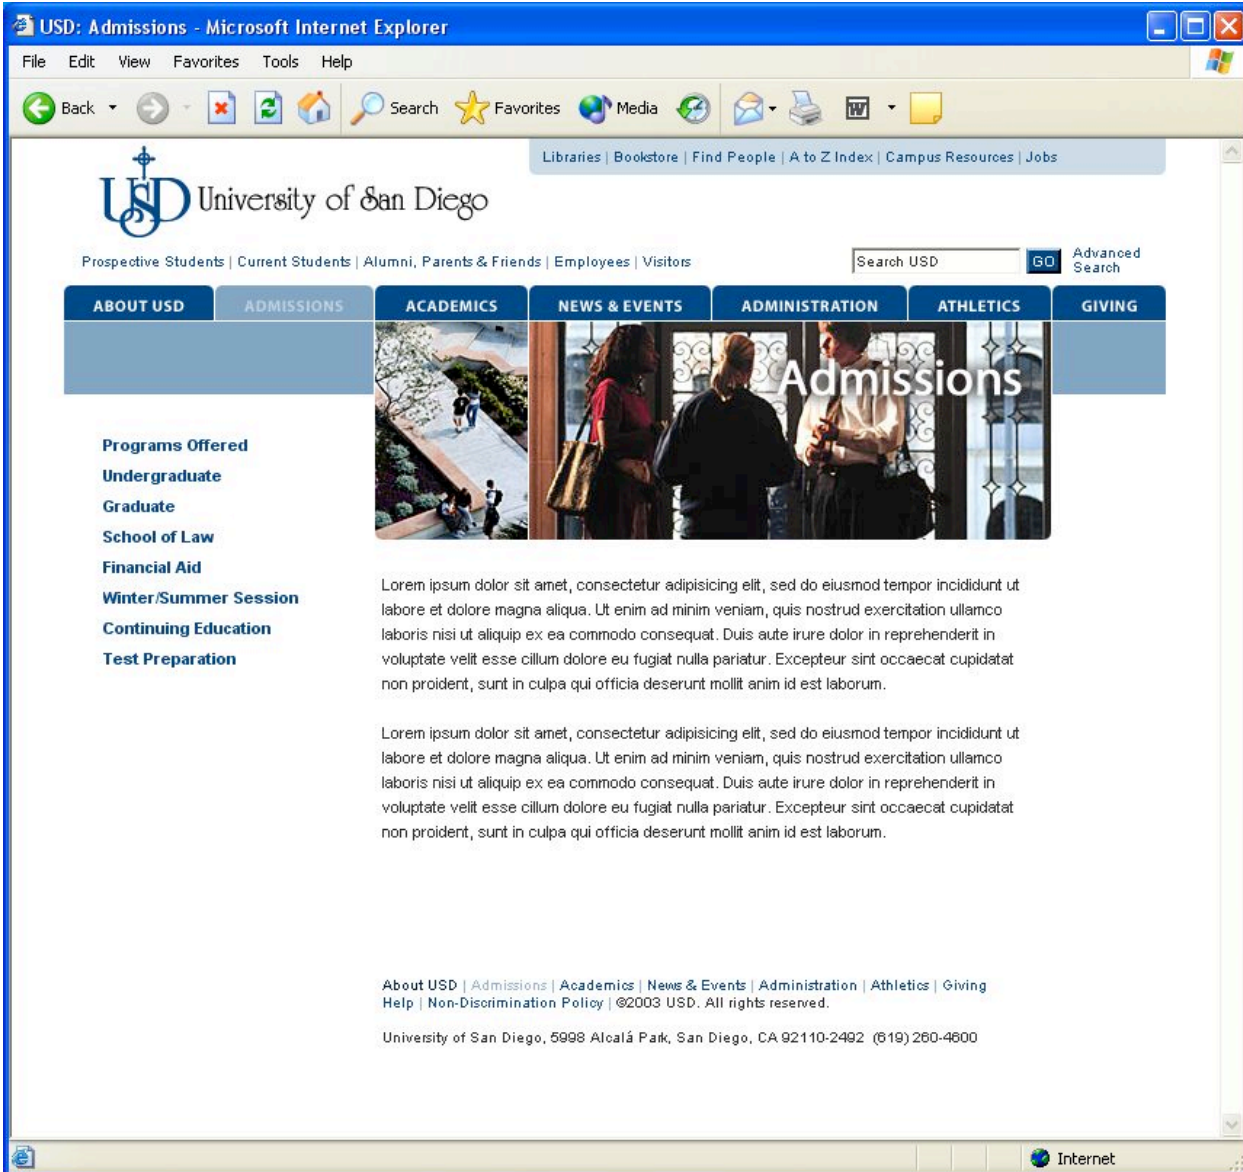 USD: Admissions - Microsoft Internet Explorer
File Edit View Favorites Tools Help
Back Search Favorites Media
Libraries | Bookstore | Find People | A to Z Index | Campus Resources | Jobs
USD University of San Diego
Prospective Students | Current Students | Alumni, Parents & Friends | Employees | Visitors
Search USD GO Advanced
Search
ABOUT USD ADMISSIONS ACADEMICS NEWS & EVENTS ADMINISTRATION ATHLETICS GIVING
Admissions
Programs Offered
Undergraduate
Graduate
School of Law
Financial Aid
Winter/Summer Session
Continuing Education
Test Preparation
Lorem ipsum dolor sit amet, consectetur adipisicing elit, sed do eiusmod tempor incididunt ut
labore et dolore magna aliqua. Ut enim ad minim veniam, quis nostrud exercitation ullamco
laboris nisi ut aliquip ex ea commodo consequat. Duis aute irure dolor in reprehenderit in
voluptate velit esse cillum dolore eu fugiat nulla pariatur. Excepteur sint occaecat cupidatat
non proident, sunt in culpa qui officia deserunt mollit anim id est laborum.
Lorem ipsum dolor sit amet, consectetur adipisicing elit, sed do eiusmod tempor incididunt ut
labore et dolore magna aliqua. Ut enim ad minim veniam, quis nostrud exercitation ullamco
laboris nisi ut aliquip ex ea commodo consequat. Duis aute irure dolor in reprehenderit in
voluptate velit esse cillum dolore eu fugiat nulla pariatur. Excepteur sint occaecat cupidatat
non proident, sunt in culpa qui officia deserunt mollit anim id est laborum.
About USD | Admissions | Academics | News & Events | Administration | Athletics | Giving
Help | Non-Discrimination Policy | ©2003 USD. All rights reserved.
University of San Diego, 5998 Alcalá Park, San Diego, CA 92110-2492 (619) 260-4600
Internet